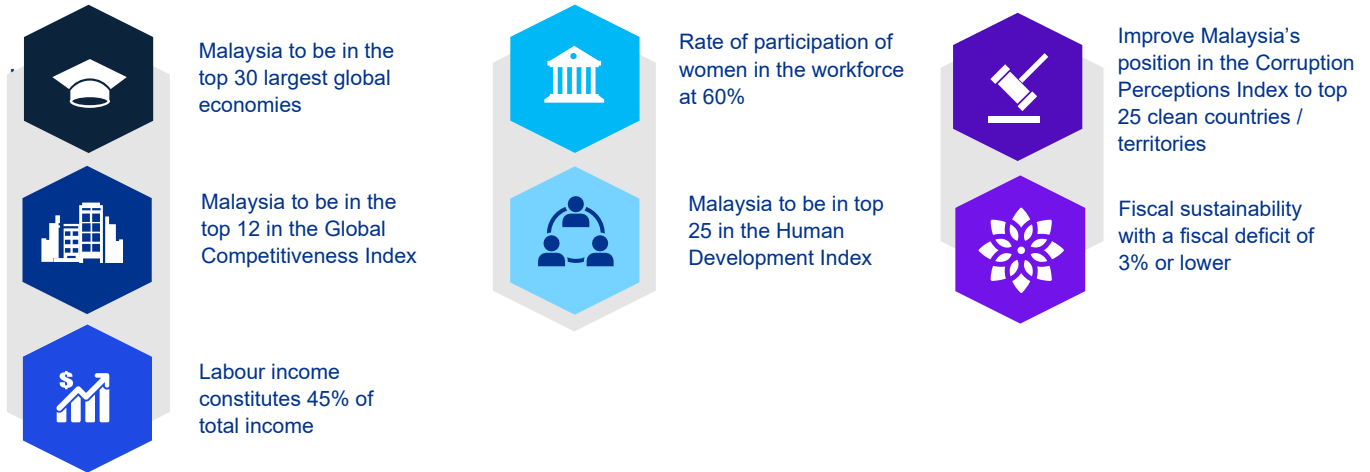 Malaysia to be in the
top 30 largest global
economies
Malaysia to be in the
top 12 in the Global
Competitiveness Index
$
Labour income
constitutes 45% of
total income
Rate of participation of
women in the workforce
at 60%
Malaysia to be in top
25 in the Human
Development Index
Improve Malaysia’s
position in the Corruption
Perceptions Index to top
25 clean countries /
territories
Fiscal sustainability
with a fiscal deficit of
3% or lower